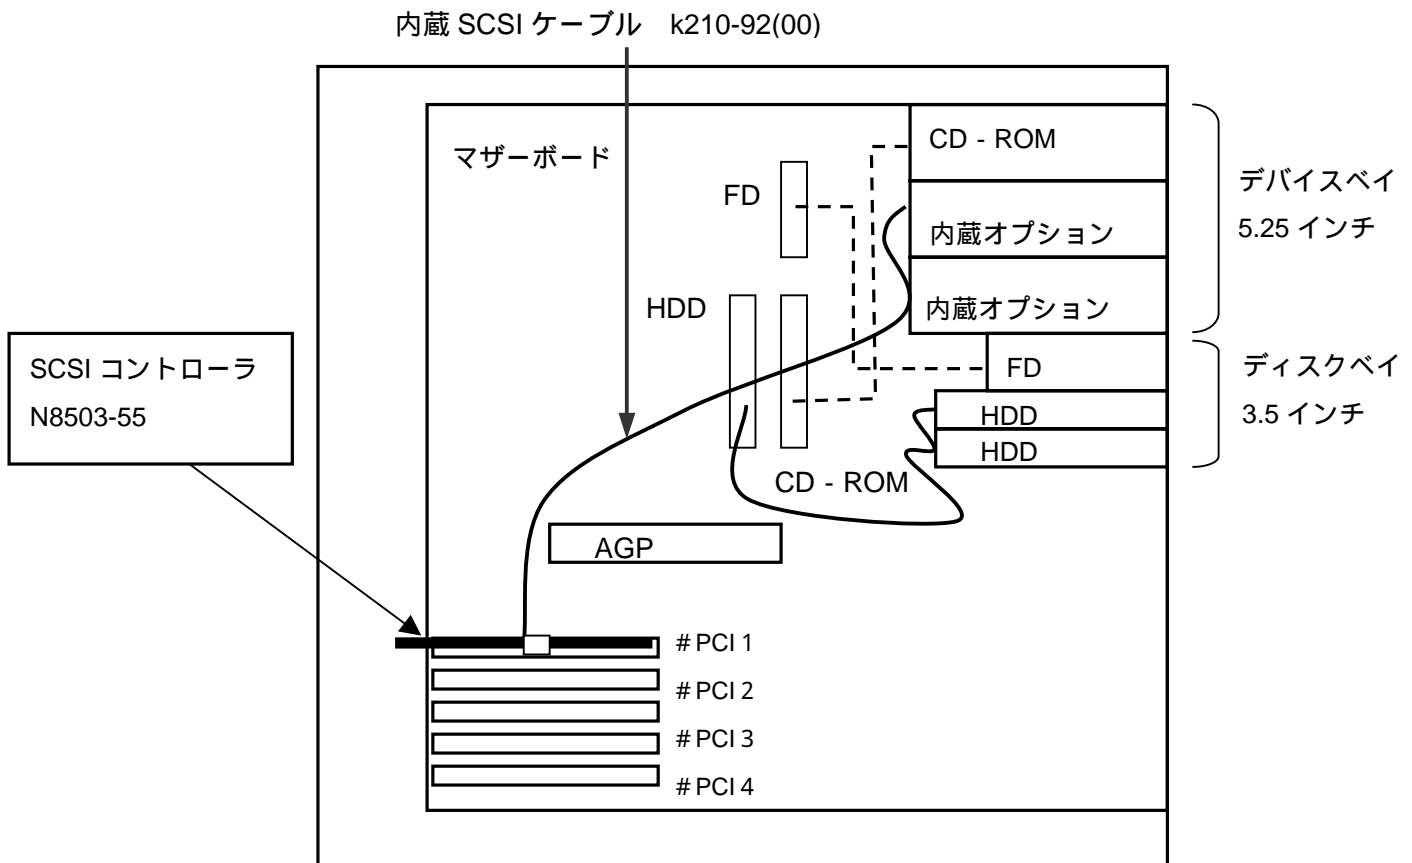 内蔵 SCSI ケーブル　k210-92(00)
マザーボード
CD - ROM
FD
内蔵オプション
デバイスベイ
5.25 インチ
HDD
内蔵オプション
SCSI コントローラ
N8503-55
FD
ディスクベイ
3.5 インチ
HDD
HDD
CD - ROM
AGP
＃PCI 1
＃PCI 2
＃PCI 3
＃PCI 4